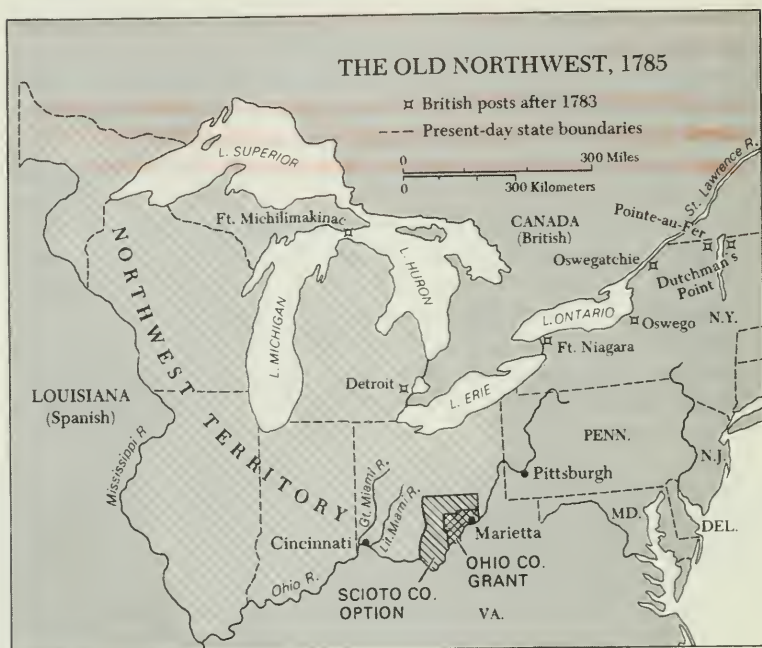 THE OLD NORTHWEST, 1785
British posts after 1783
Present-day state boundaries
0 300 Miles
0 300 Kilometers
L. SUPERIOR
St. Lawrence R.
Ft. Michilimakinac
CANADA
(British)
Pointe-au-Fer
Oswegatchie
Dutchman's
Point
L. HURON
L. MICHIGAN
L. ONTARIO
Oswego
N.Y.
Ft. Niagara
NORTHWEST TERRITORY
Detroit
L. ERIE
LOUISIANA
(Spanish)
Mississippi R
PENN.
N.J.
Pittsburgh
Gt. Miami R.
Lit. Miami R.
MD.
DEL.
Cincinnati
Marietta
OHIO CO.
GRANT
Ohio R.
SCIOTO CO.
OPTION
VA.